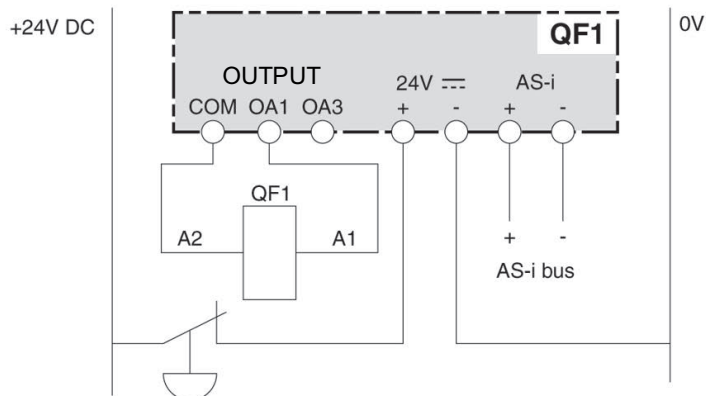 +24V DC
0V
QF1
OUTPUT
24V
AS-i
COM OA1 OA3
+ - + -
QF1
A2 A1
+ -
AS-i bus